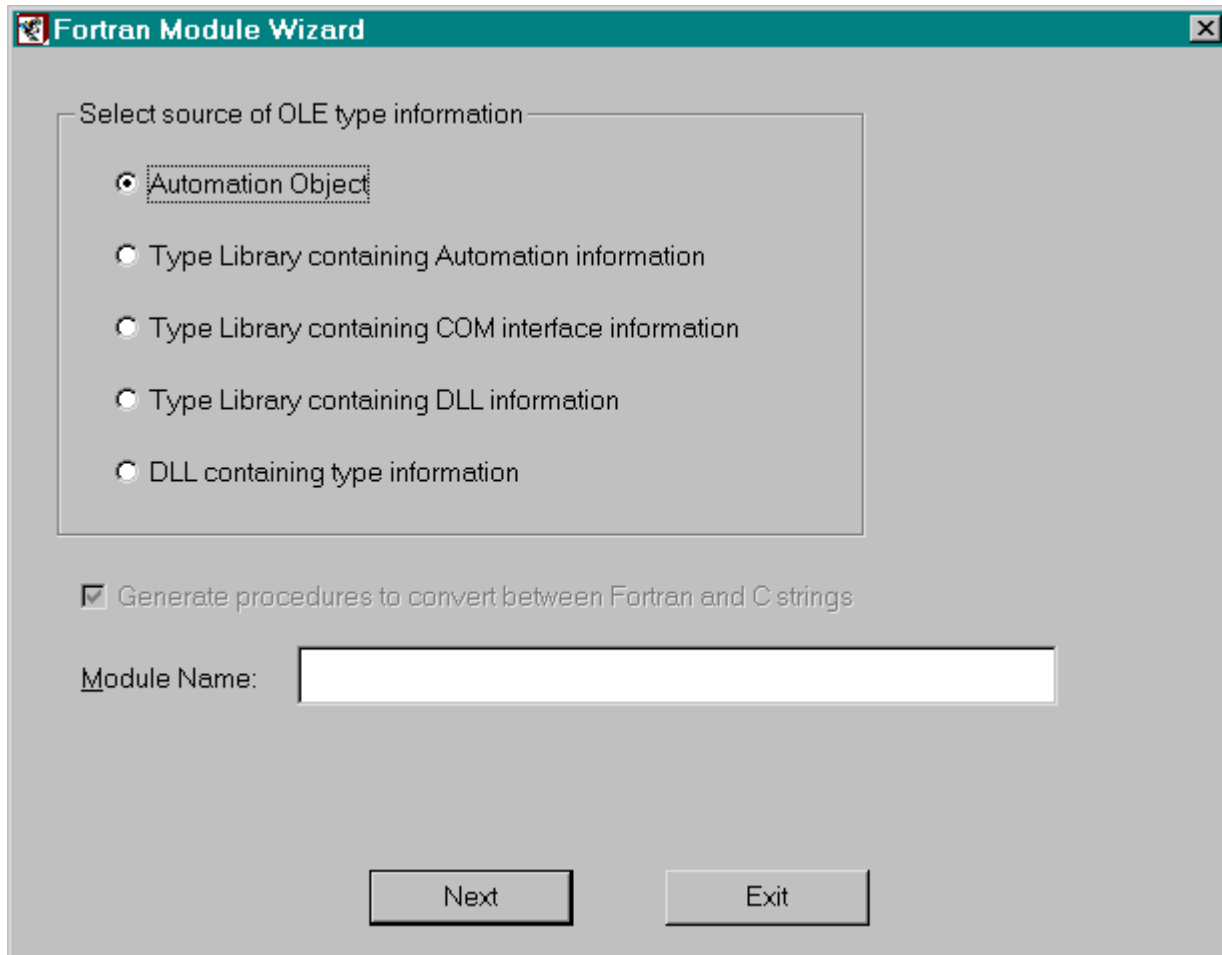 Fortran Module Wizard
Select source of OLE type information
Automation Object
Type Library containing Automation information
Type Library containing COM interface information
Type Library containing DLL information
DLL containing type information
Generate procedures to convert between Fortran and C strings
Module Name:
Next Exit